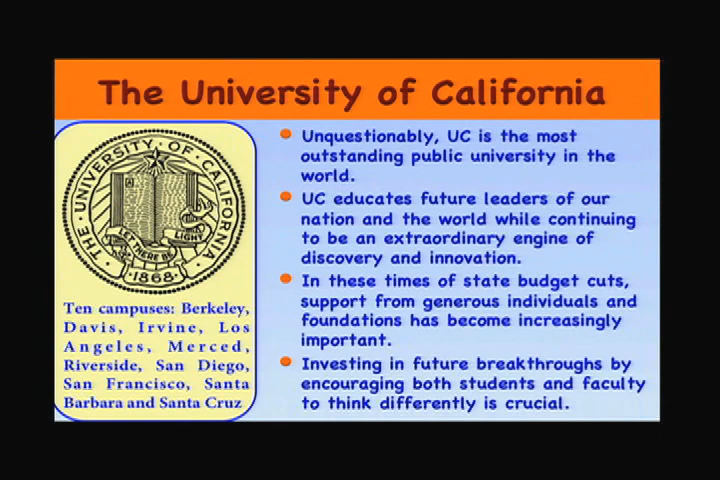 The University of California
THE · UNIVERSITY · OF · CALIFORNIA
LET THERE BE
LIGHT
· 1868 ·
Ten campuses: Berkeley,
Davis, Irvine, Los
Angeles, Merced,
Riverside, San Diego,
San Francisco, Santa
Barbara and Santa Cruz
Unquestionably, UC is the most
outstanding public university in the
world.
UC educates future leaders of our
nation and the world while continuing
to be an extraordinary engine of
discovery and innovation.
In these times of state budget cuts,
support from generous individuals and
foundations has become increasingly
important.
Investing in future breakthroughs by
encouraging both students and faculty
to think differently is crucial.